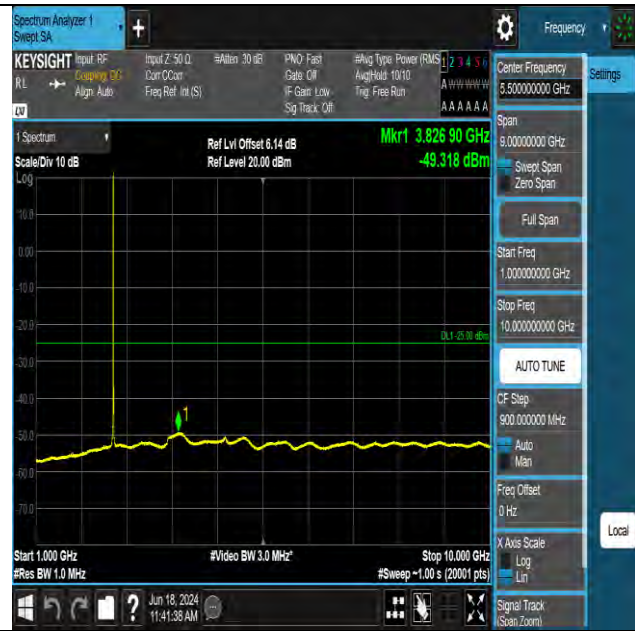 Spectrum Analyzer 1
Swept SA
+
Frequency
KEYSIGHT
RL
Input: RF
Coupling: DC
Align: Auto
Input Z: 50 Ω
Corr CCorr
Freq Ref: Int (S)
#Atten: 30 dB
PNO: Fast
Gate: Off
IF Gain: Low
Sig Track: Off
#Avg Type: Power (RMS
Avg|Hold: 10/10
Trig: Free Run
1 2 3 4 5 6
A W W W W W
A A A A A A
LXI
1 Spectrum
Scale/Div 10 dB
Log
Ref Lvl Offset 6.14 dB
Ref Level 20.00 dBm
Mkr1 3.826 90 GHz
-49.318 dBm
10.0
0.00
-10.0
-20.0
DL1 -25.00 dBm
-30.0
-40.0
1
-50.0
-60.0
-70.0
Start 1.000 GHz
#Res BW 1.0 MHz
#Video BW 3.0 MHz*
Stop 10.000 GHz
#Sweep ~1.00 s (20001 pts)
?
Jun 18, 2024
11:41:38 AM
Center Frequency
5.500000000 GHz
Settings
Span
9.00000000 GHz
Swept Span
Zero Span
Full Span
Start Freq
1.000000000 GHz
Stop Freq
10.000000000 GHz
AUTO TUNE
CF Step
900.000000 MHz
Auto
Man
Freq Offset
0 Hz
X Axis Scale
Log
Lin
Local
Signal Track
(Span Zoom)